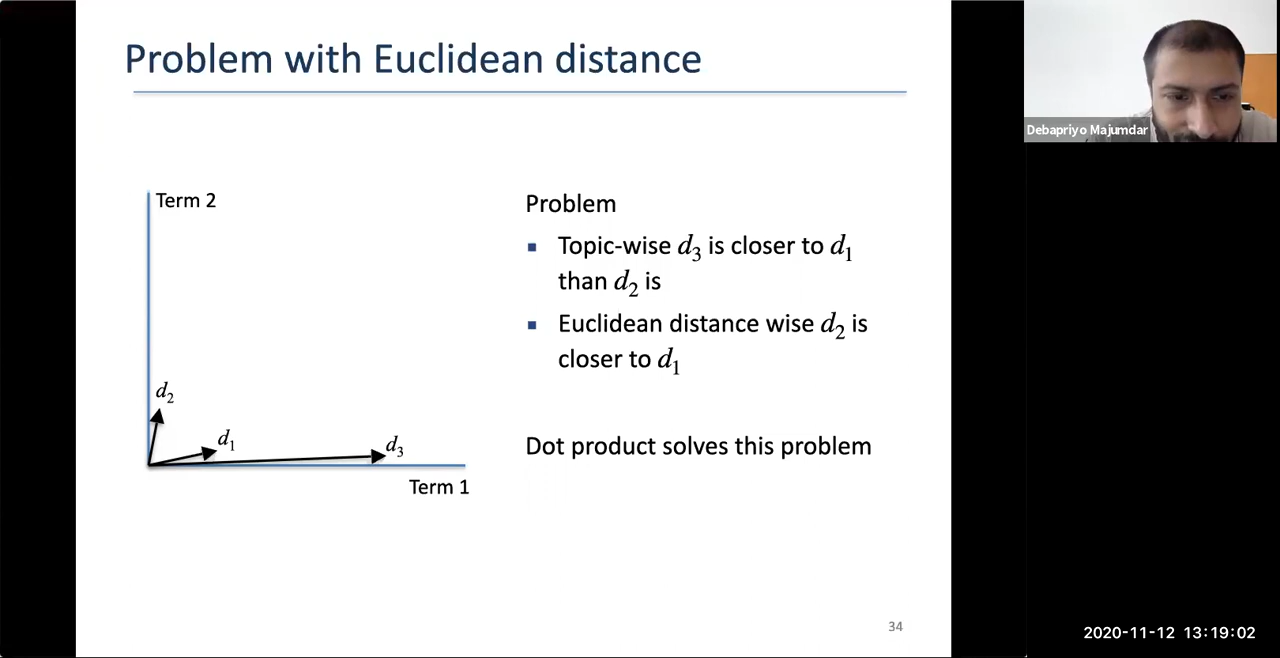 Problem with Euclidean distance
Debapriyo Majumdar
Term 2
Problem
▪ Topic-wise d₃ is closer to d₁
than d₂ is
▪ Euclidean distance wise d₂ is
closer to d₁
d₂
d₁
d₃
Dot product solves this problem
Term 1
34
2020-11-12 13:19:02